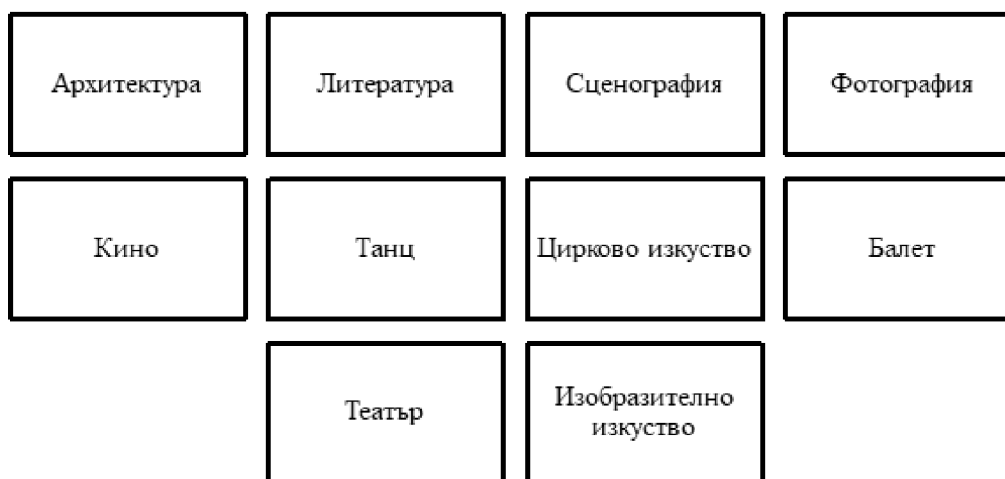 Архитектура
Литература
Сценография
Фотография
Кино
Танц
Цирково изкуство
Балет
Театър
Изобразително
изкуство